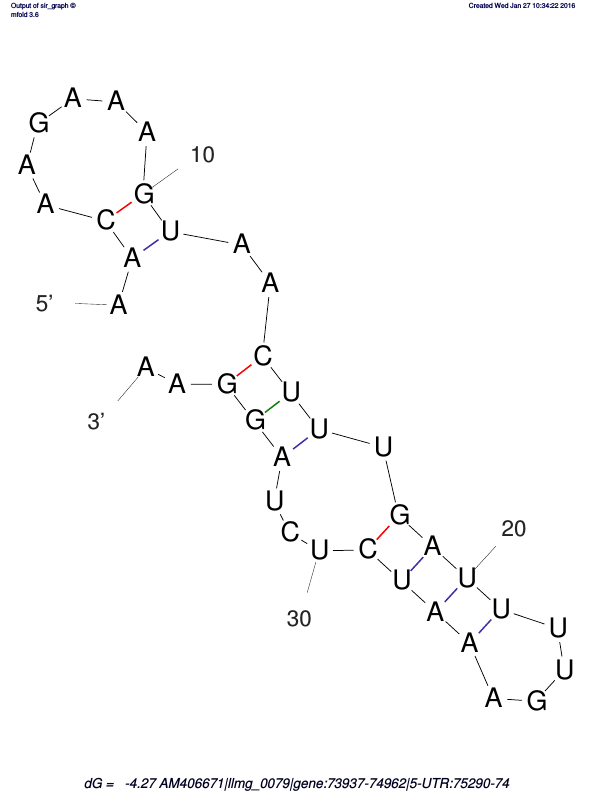 Output of sir_graph ©
mfold 3.6
Created Wed Jan 27 10:34:22 2016
A A
G A
A G 10
A C U A
A A
5' A
A A G C
3' G U
A U U
U G
C U C A 20
30 U U
A U U
A U
A G
dG = -4.27 AM406671|llmg_0079|gene:73937-74962|5-UTR:75290-74